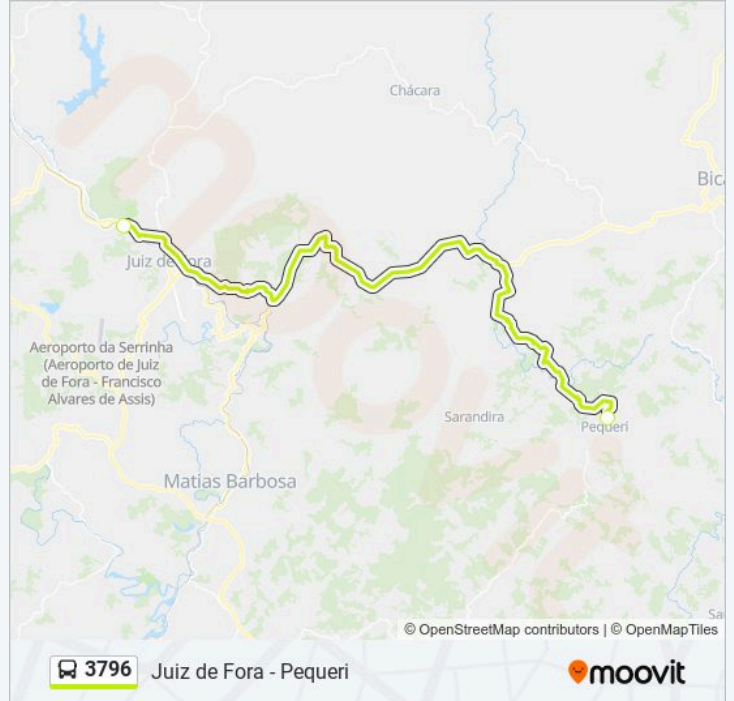 Chácara
Juiz de Fora
Aeroporto da Serrinha
(Aeroporto de Juiz
de Fora - Francisco
Alvares de Assis)
Sarandira
Pequeri
Matias Barbosa
© OpenStreetMap contributors | © OpenMapTiles
3796 Juiz de Fora - Pequeri
moovit